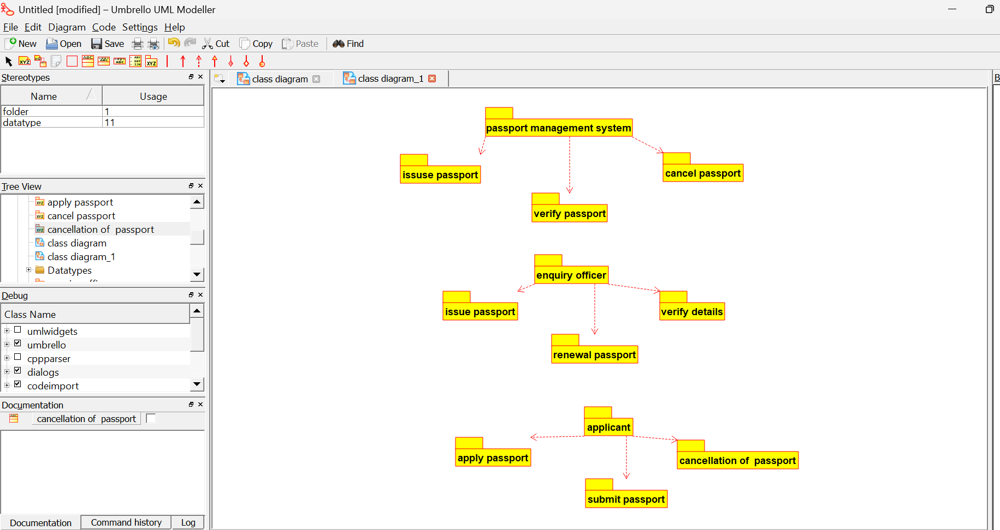 Untitled [modified] – Umbrello UML Modeller
File Edit Diagram Code Settings Help
New Open Save Cut Copy Paste Find
Stereotypes
Name Usage
folder 1
datatype 11
Tree View
apply passport
cancel passport
cancellation of  passport
class diagram
class diagram_1
Datatypes
Debug
Class Name
umlwidgets
umbrello
cppparser
dialogs
codeimport
Documentation
cancellation of  passport
Documentation Command history Log
class diagram class diagram_1
passport management system
issuse passport
cancel passport
verify passport
enquiry officer
issue passport
verify details
renewal passport
applicant
apply passport
cancellation of  passport
submit passport